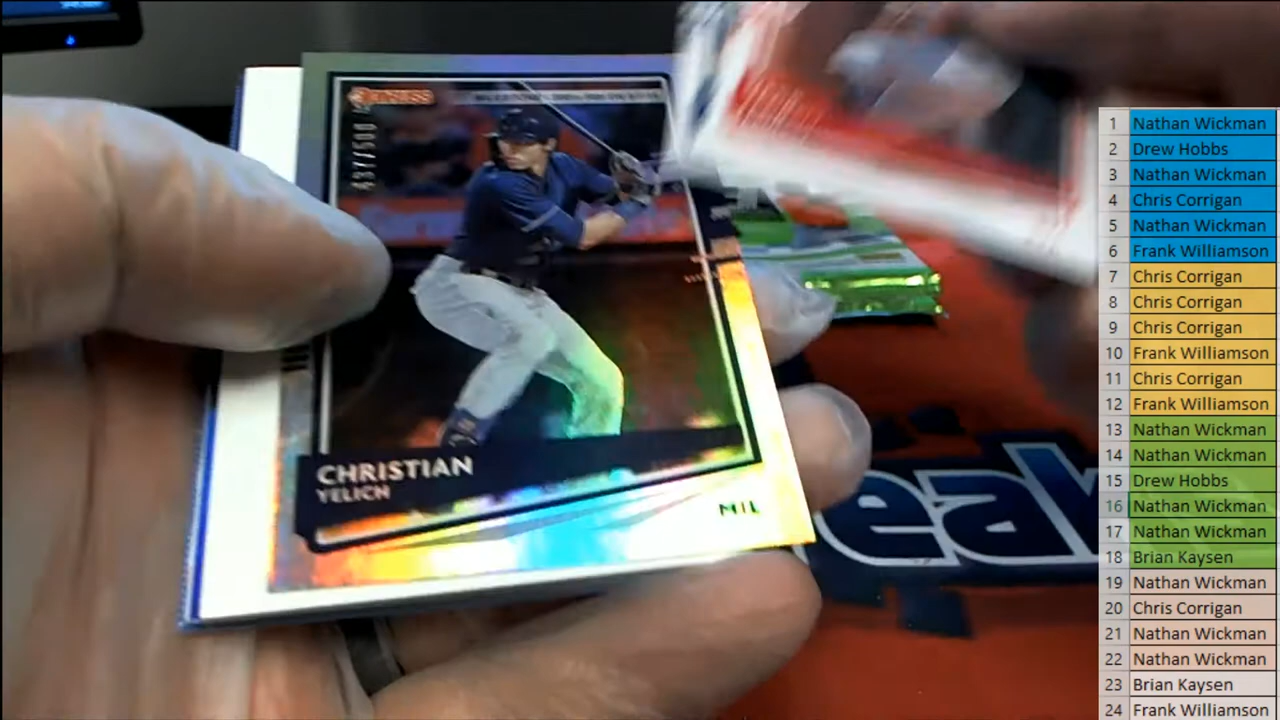 DONRUSS
437/500
CHRISTIAN
YELICH
MIL
eak
1 Nathan Wickman
2 Drew Hobbs
3 Nathan Wickman
4 Chris Corrigan
5 Nathan Wickman
6 Frank Williamson
7 Chris Corrigan
8 Chris Corrigan
9 Chris Corrigan
10 Frank Williamson
11 Chris Corrigan
12 Frank Williamson
13 Nathan Wickman
14 Nathan Wickman
15 Drew Hobbs
16 Nathan Wickman
17 Nathan Wickman
18 Brian Kaysen
19 Nathan Wickman
20 Chris Corrigan
21 Nathan Wickman
22 Nathan Wickman
23 Brian Kaysen
24 Frank Williamson